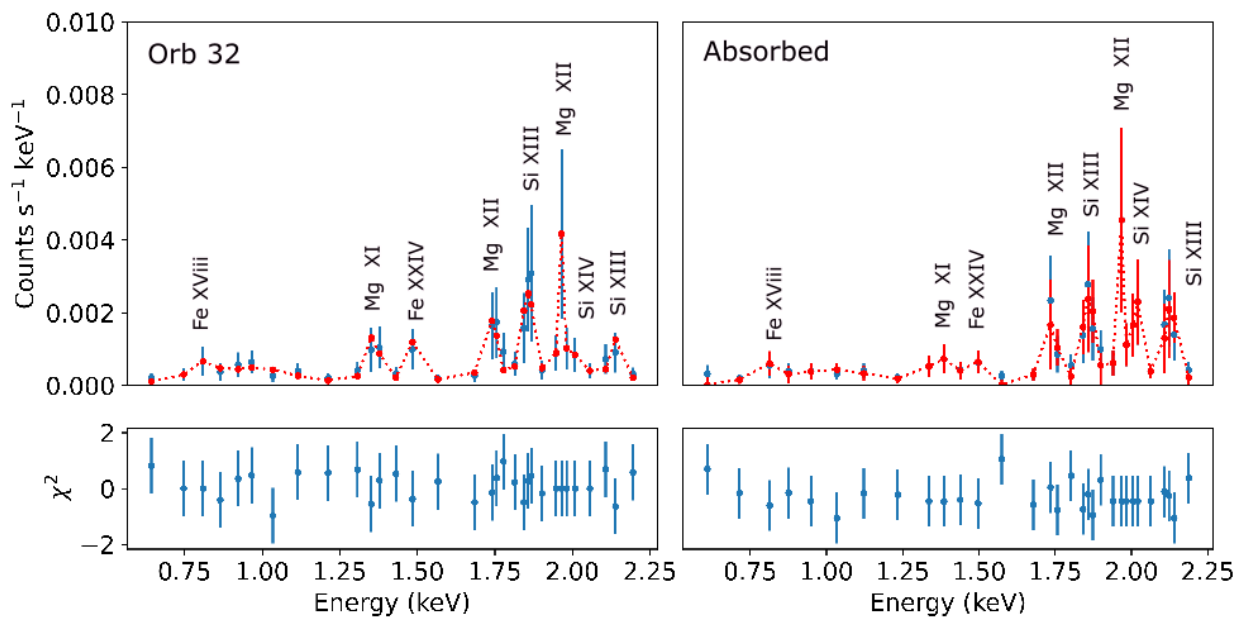 Orb 32
Absorbed
0.010
0.008
0.006
0.004
0.002
0.000
Counts s⁻¹ keV⁻¹
Fe XViii
Mg XI
Fe XXIV
Mg XII
Si XIII
Mg XII
Si XIV
Si XIII
Fe XViii
Mg XI
Fe XXIV
Mg XII
Si XIII
Mg XII
Si XIV
Si XIII
2
0
−2
χ²
0.75 1.00 1.25 1.50 1.75 2.00 2.25
0.75 1.00 1.25 1.50 1.75 2.00 2.25
Energy (keV)
Energy (keV)